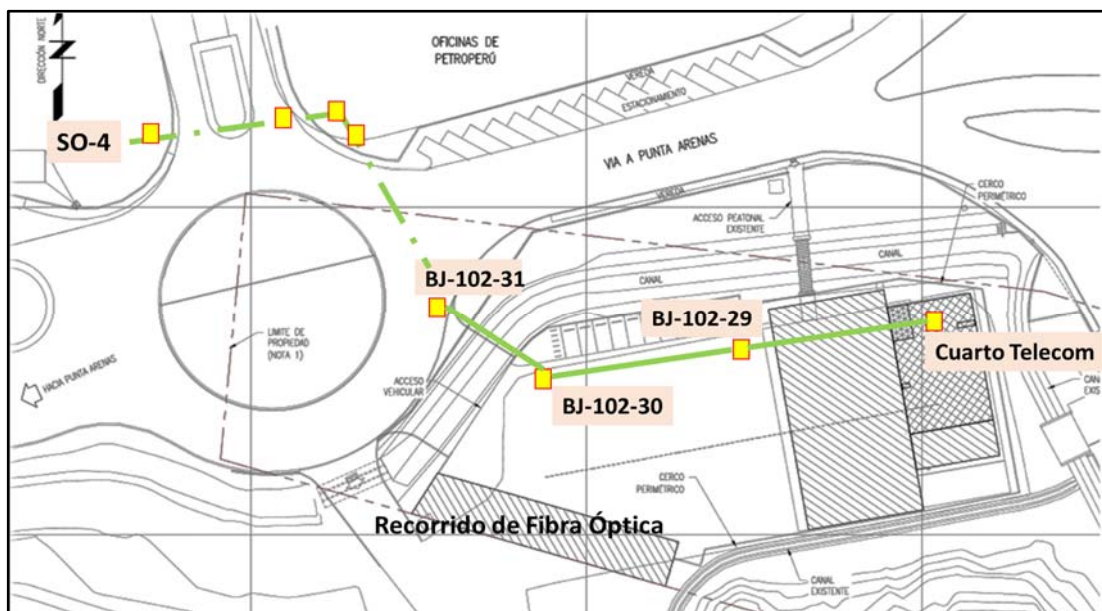 DIRECCIÓN NORTE
N
OFICINAS DE
PETROPERÚ
VEREDA
ESTACIONAMIENTO
SO-4
VIA A PUNTA ARENAS
CERCO
PERIMÉTRICO
VEREDA
ACCESO PEATONAL
EXISTENTE
CANAL
BJ-102-31
CANAL
BJ-102-29
LIMITE DE
PROPIEDAD
(NOTA 1)
Cuarto Telecom
HACIA PUNTA ARENAS
ACCESO
VEHICULAR
BJ-102-30
CERCO
PERIMÉTRICO
Recorrido de Fibra Óptica
CANAL
EXISTENTE